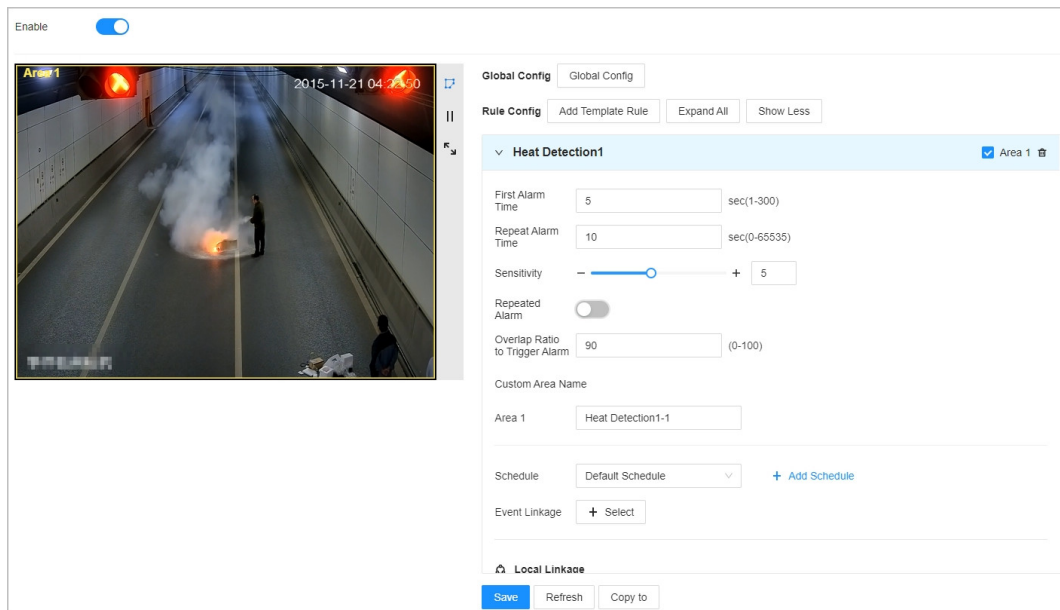 Enable
Area 1
2015-11-21 04:23:50
Global Config Global Config
Rule Config Add Template Rule Expand All Show Less
Heat Detection1 Area 1
First Alarm
Time
5 sec(1-300)
Repeat Alarm
Time
10 sec(0-65535)
Sensitivity − + 5
Repeated
Alarm
Overlap Ratio
to Trigger Alarm
90 (0-100)
Custom Area Name
Area 1 Heat Detection1-1
Schedule Default Schedule + Add Schedule
Event Linkage + Select
Local Linkage
Save Refresh Copy to